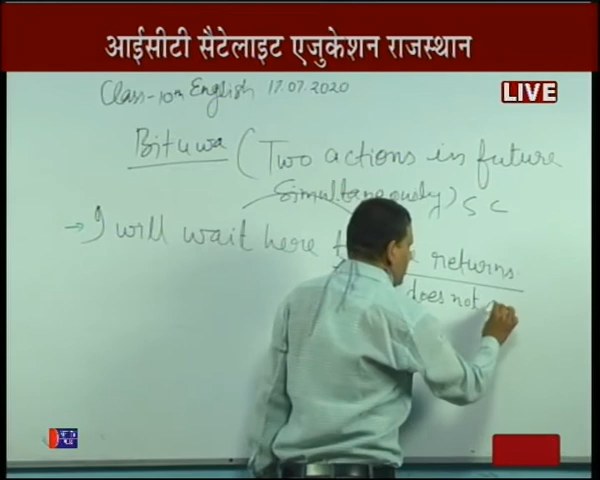 आईसीटी सैटेलाइट एजुकेशन राजस्थान
LIVE
Class-10th English 17.07.2020
Bituwa (Two actions in future
Simultaneously) S C
→ I will wait here returns.
does not